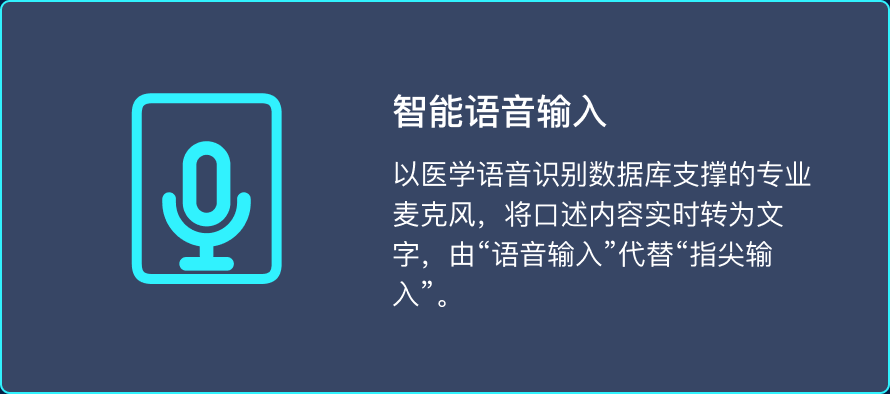 智能语音输入
以医学语音识别数据库支撑的专业
麦克风，将口述内容实时转为文
字，由“语音输入”代替“指尖输
入”。